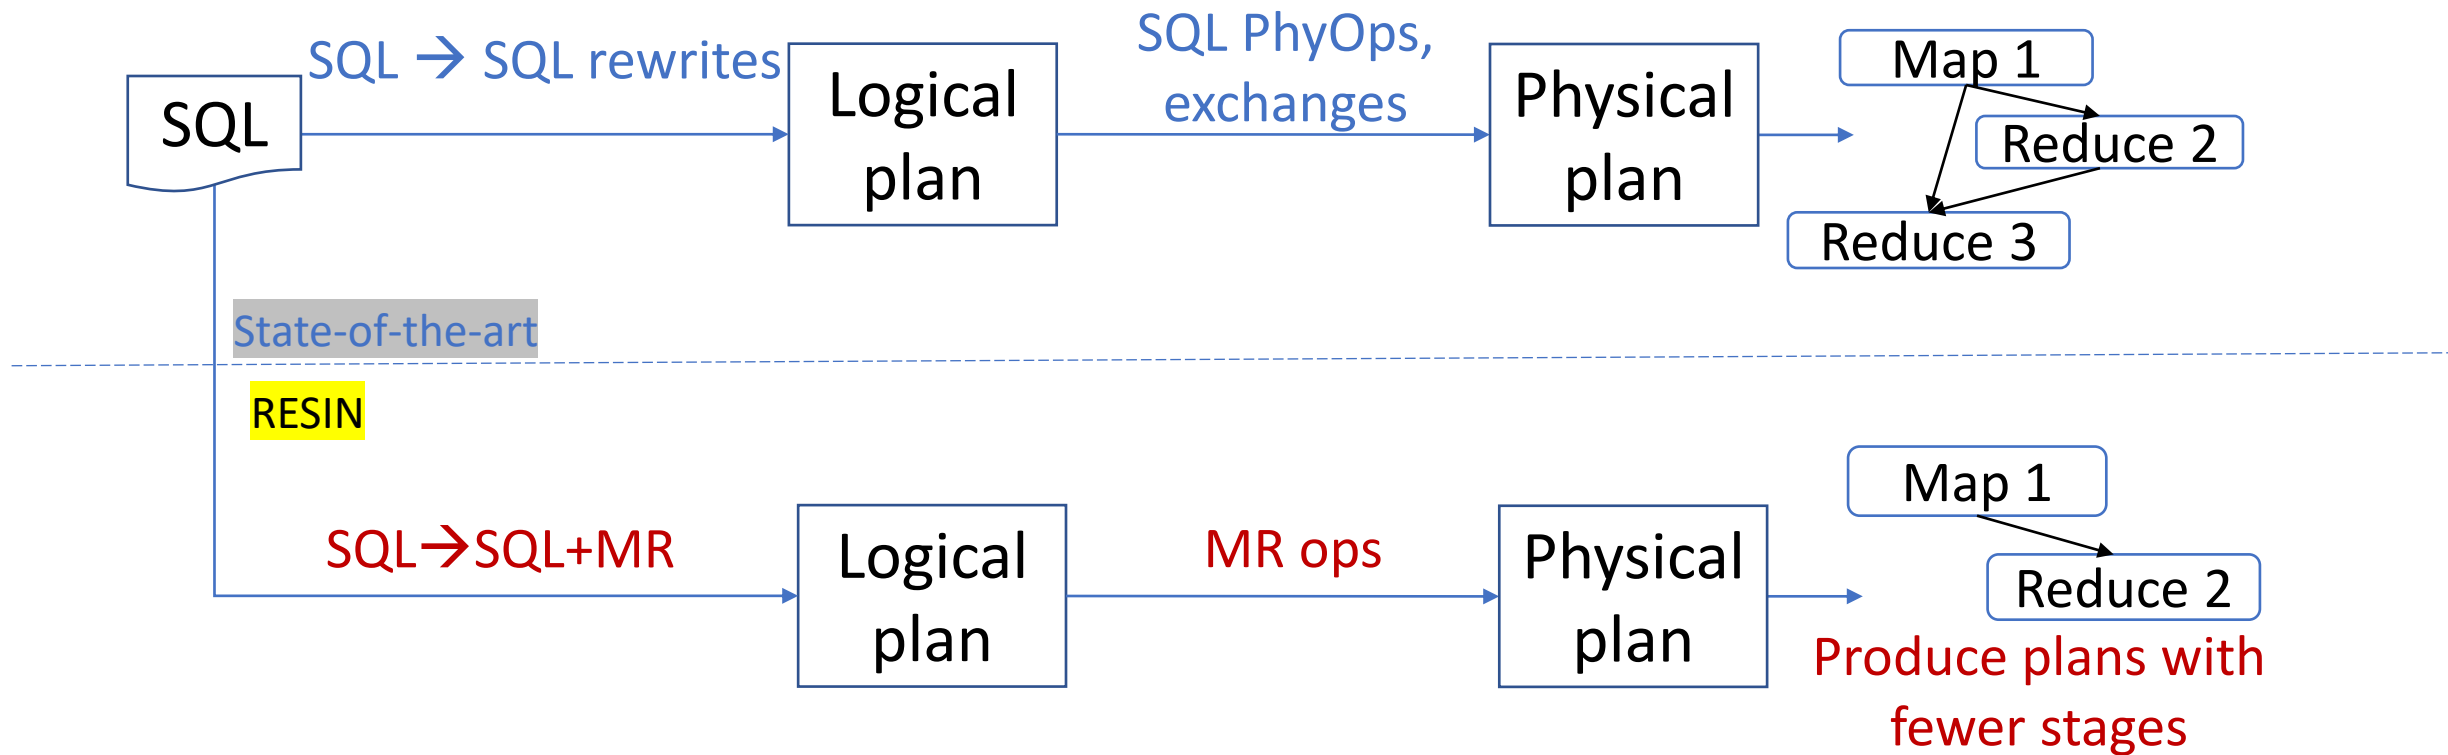 SQL
SQL → SQL rewrites
Logical
plan
SQL PhyOps,
exchanges
Physical
plan
Map 1
Reduce 2
Reduce 3
State-of-the-art
RESIN
SQL→SQL+MR
Logical
plan
MR ops
Physical
plan
Map 1
Reduce 2
Produce plans with
fewer stages